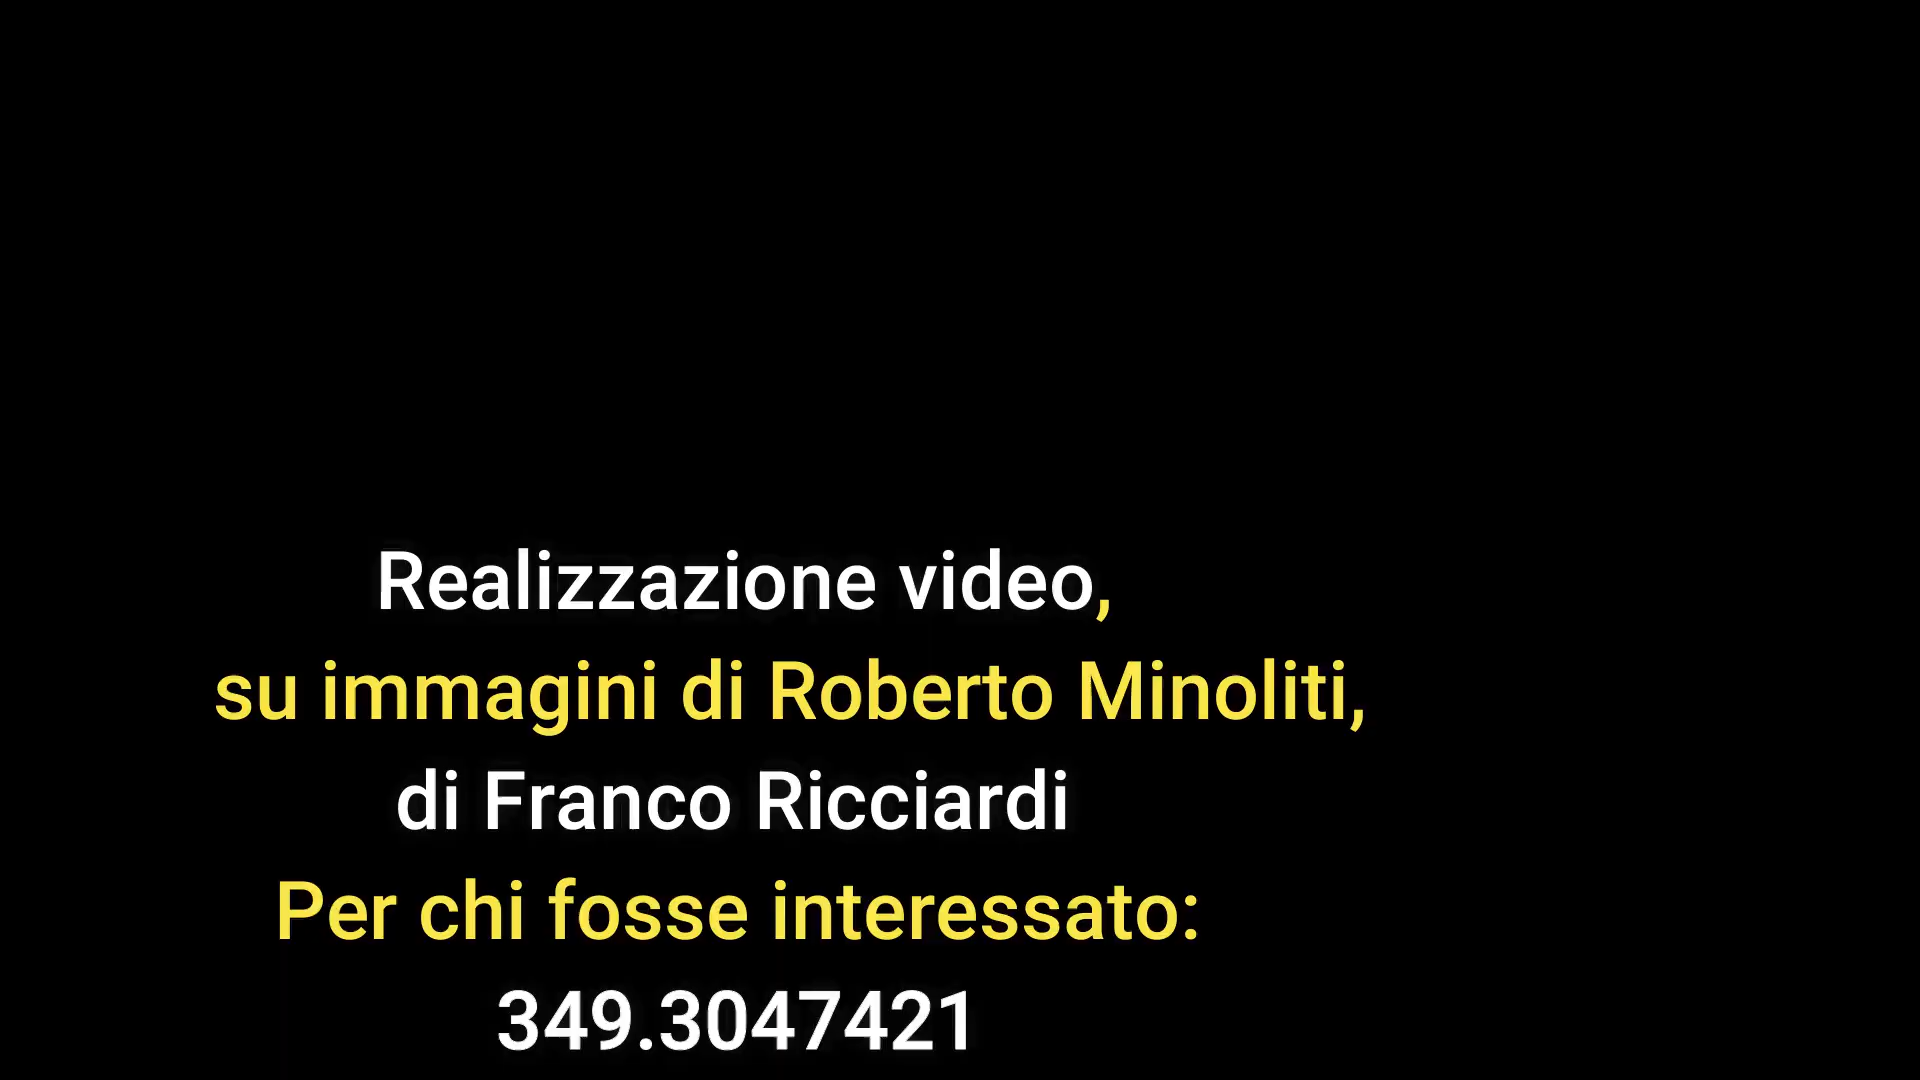 Realizzazione video,
su immagini di Roberto Minoliti,
di Franco Ricciardi
Per chi fosse interessato:
349.3047421